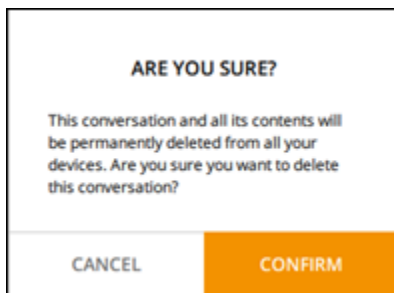 ARE YOU SURE?
This conversation and all its contents will
be permanently deleted from all your
devices. Are you sure you want to delete
this conversation?
CANCEL
CONFIRM